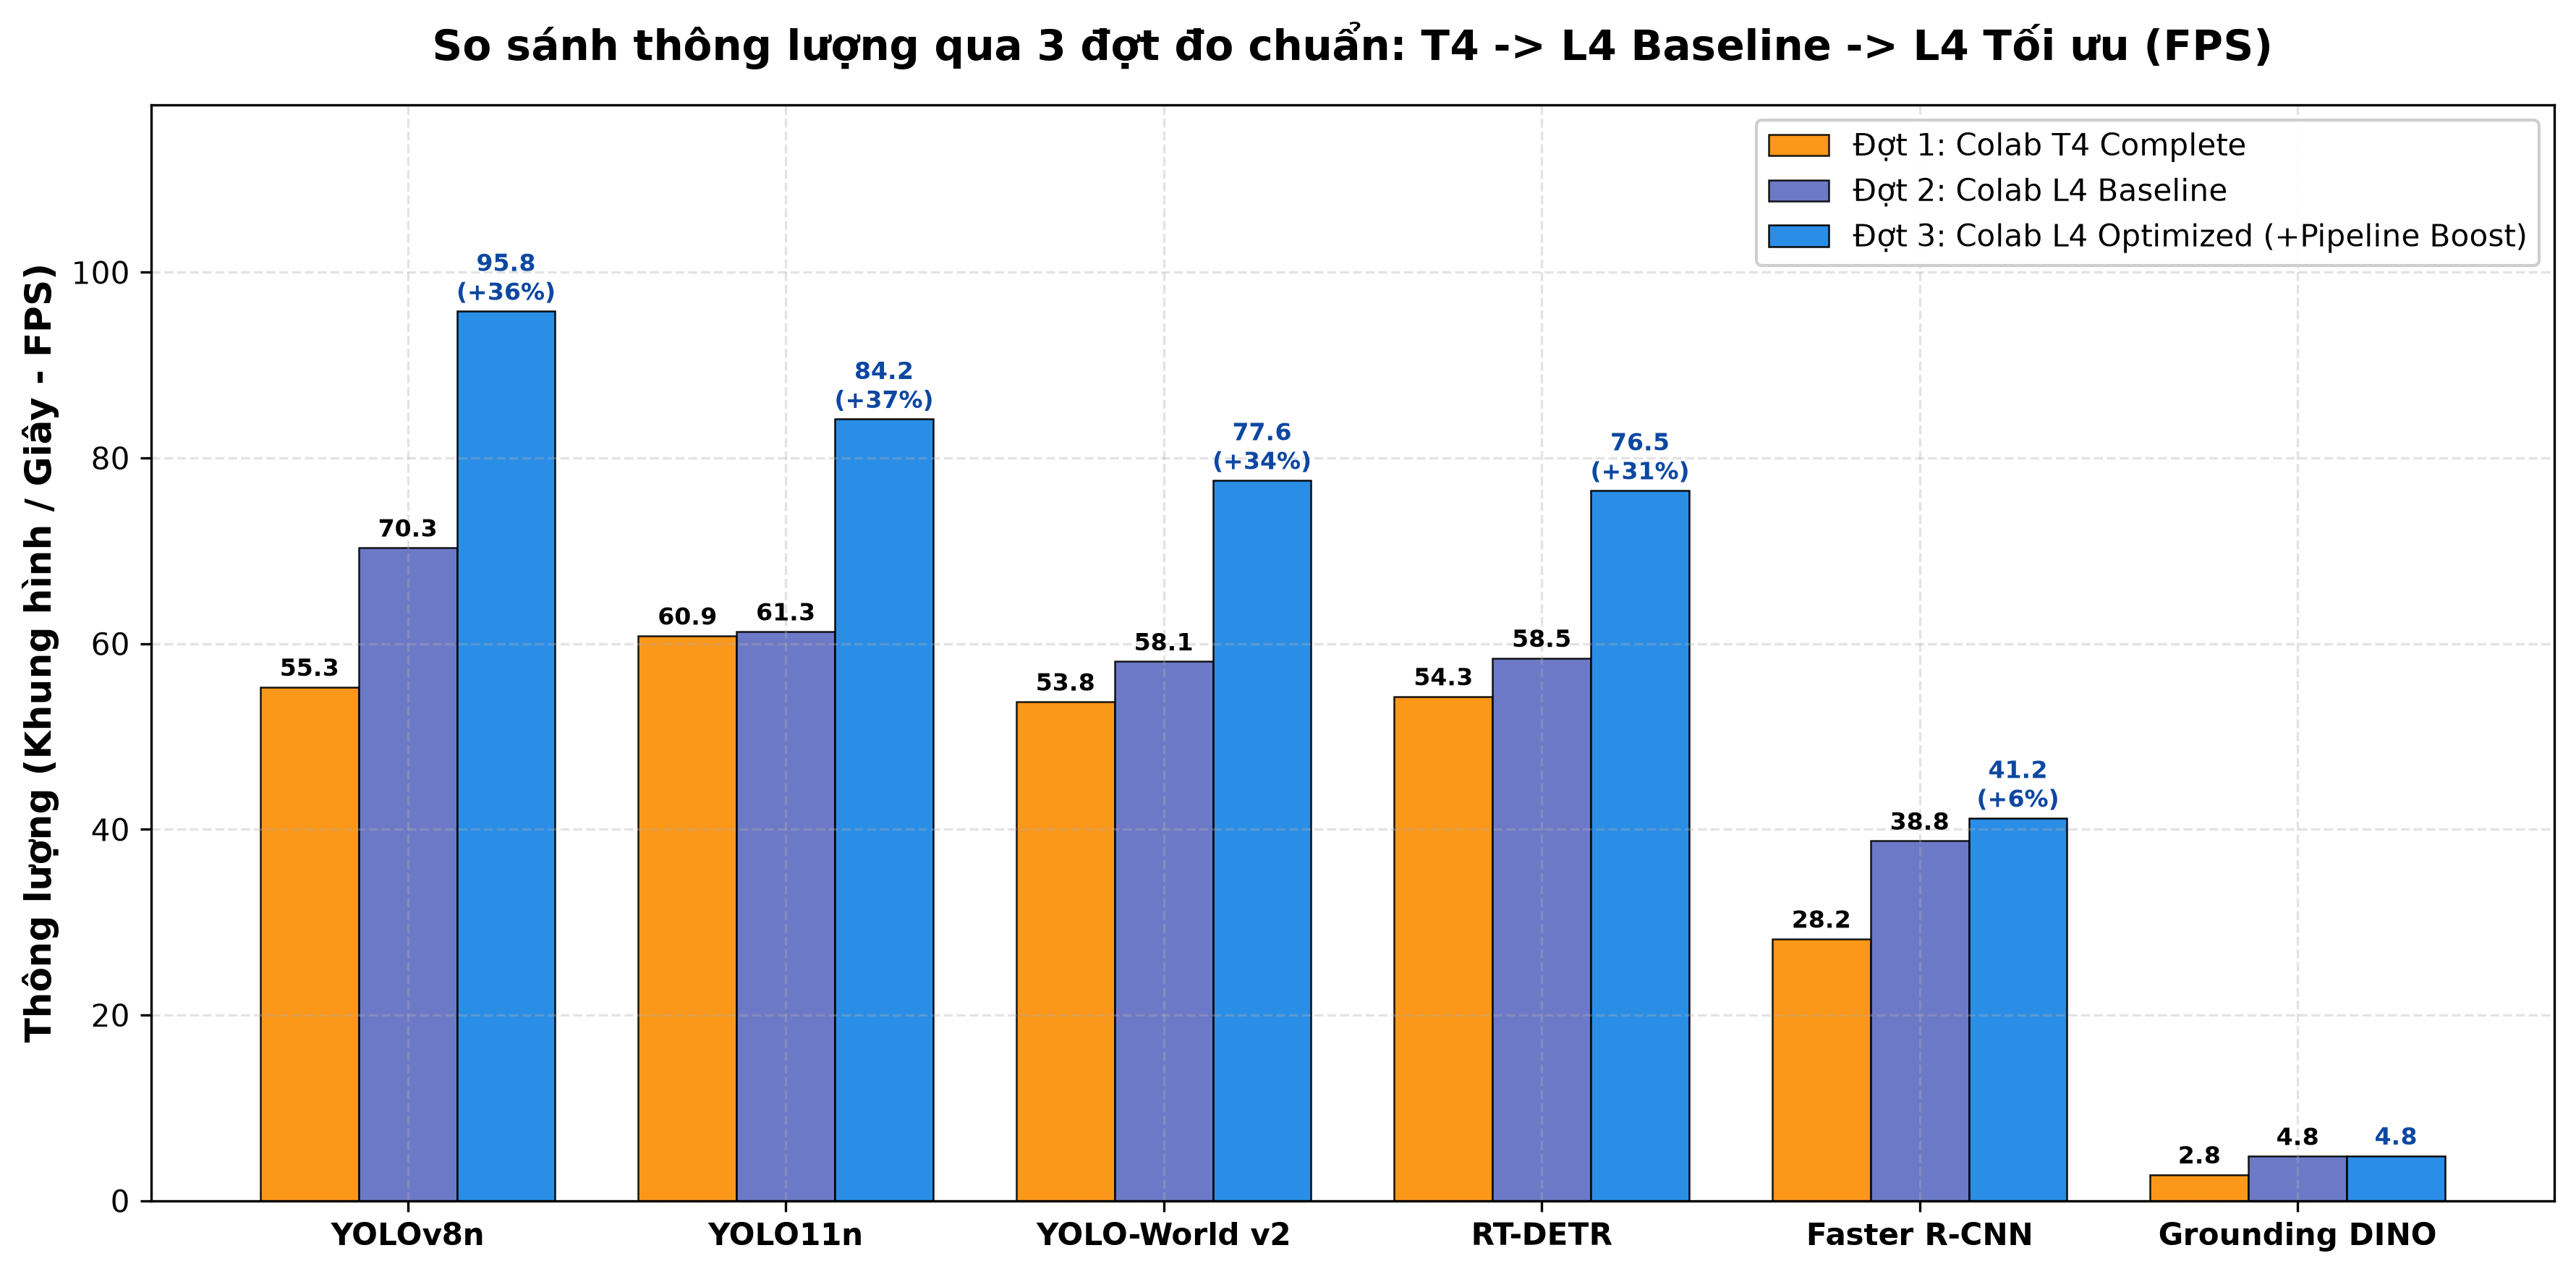 So sánh thông lượng qua 3 đợt đo chuẩn: T4 -> L4 Baseline -> L4 Tối ưu (FPS)
Thông lượng (Khung hình / Giây - FPS)
Đợt 1: Colab T4 Complete
Đợt 2: Colab L4 Baseline
Đợt 3: Colab L4 Optimized (+Pipeline Boost)
100
80
60
40
20
0
55.3
70.3
95.8
(+36%)
60.9
61.3
84.2
(+37%)
53.8
58.1
77.6
(+34%)
54.3
58.5
76.5
(+31%)
28.2
38.8
41.2
(+6%)
2.8
4.8
4.8
YOLOv8n
YOLO11n
YOLO-World v2
RT-DETR
Faster R-CNN
Grounding DINO